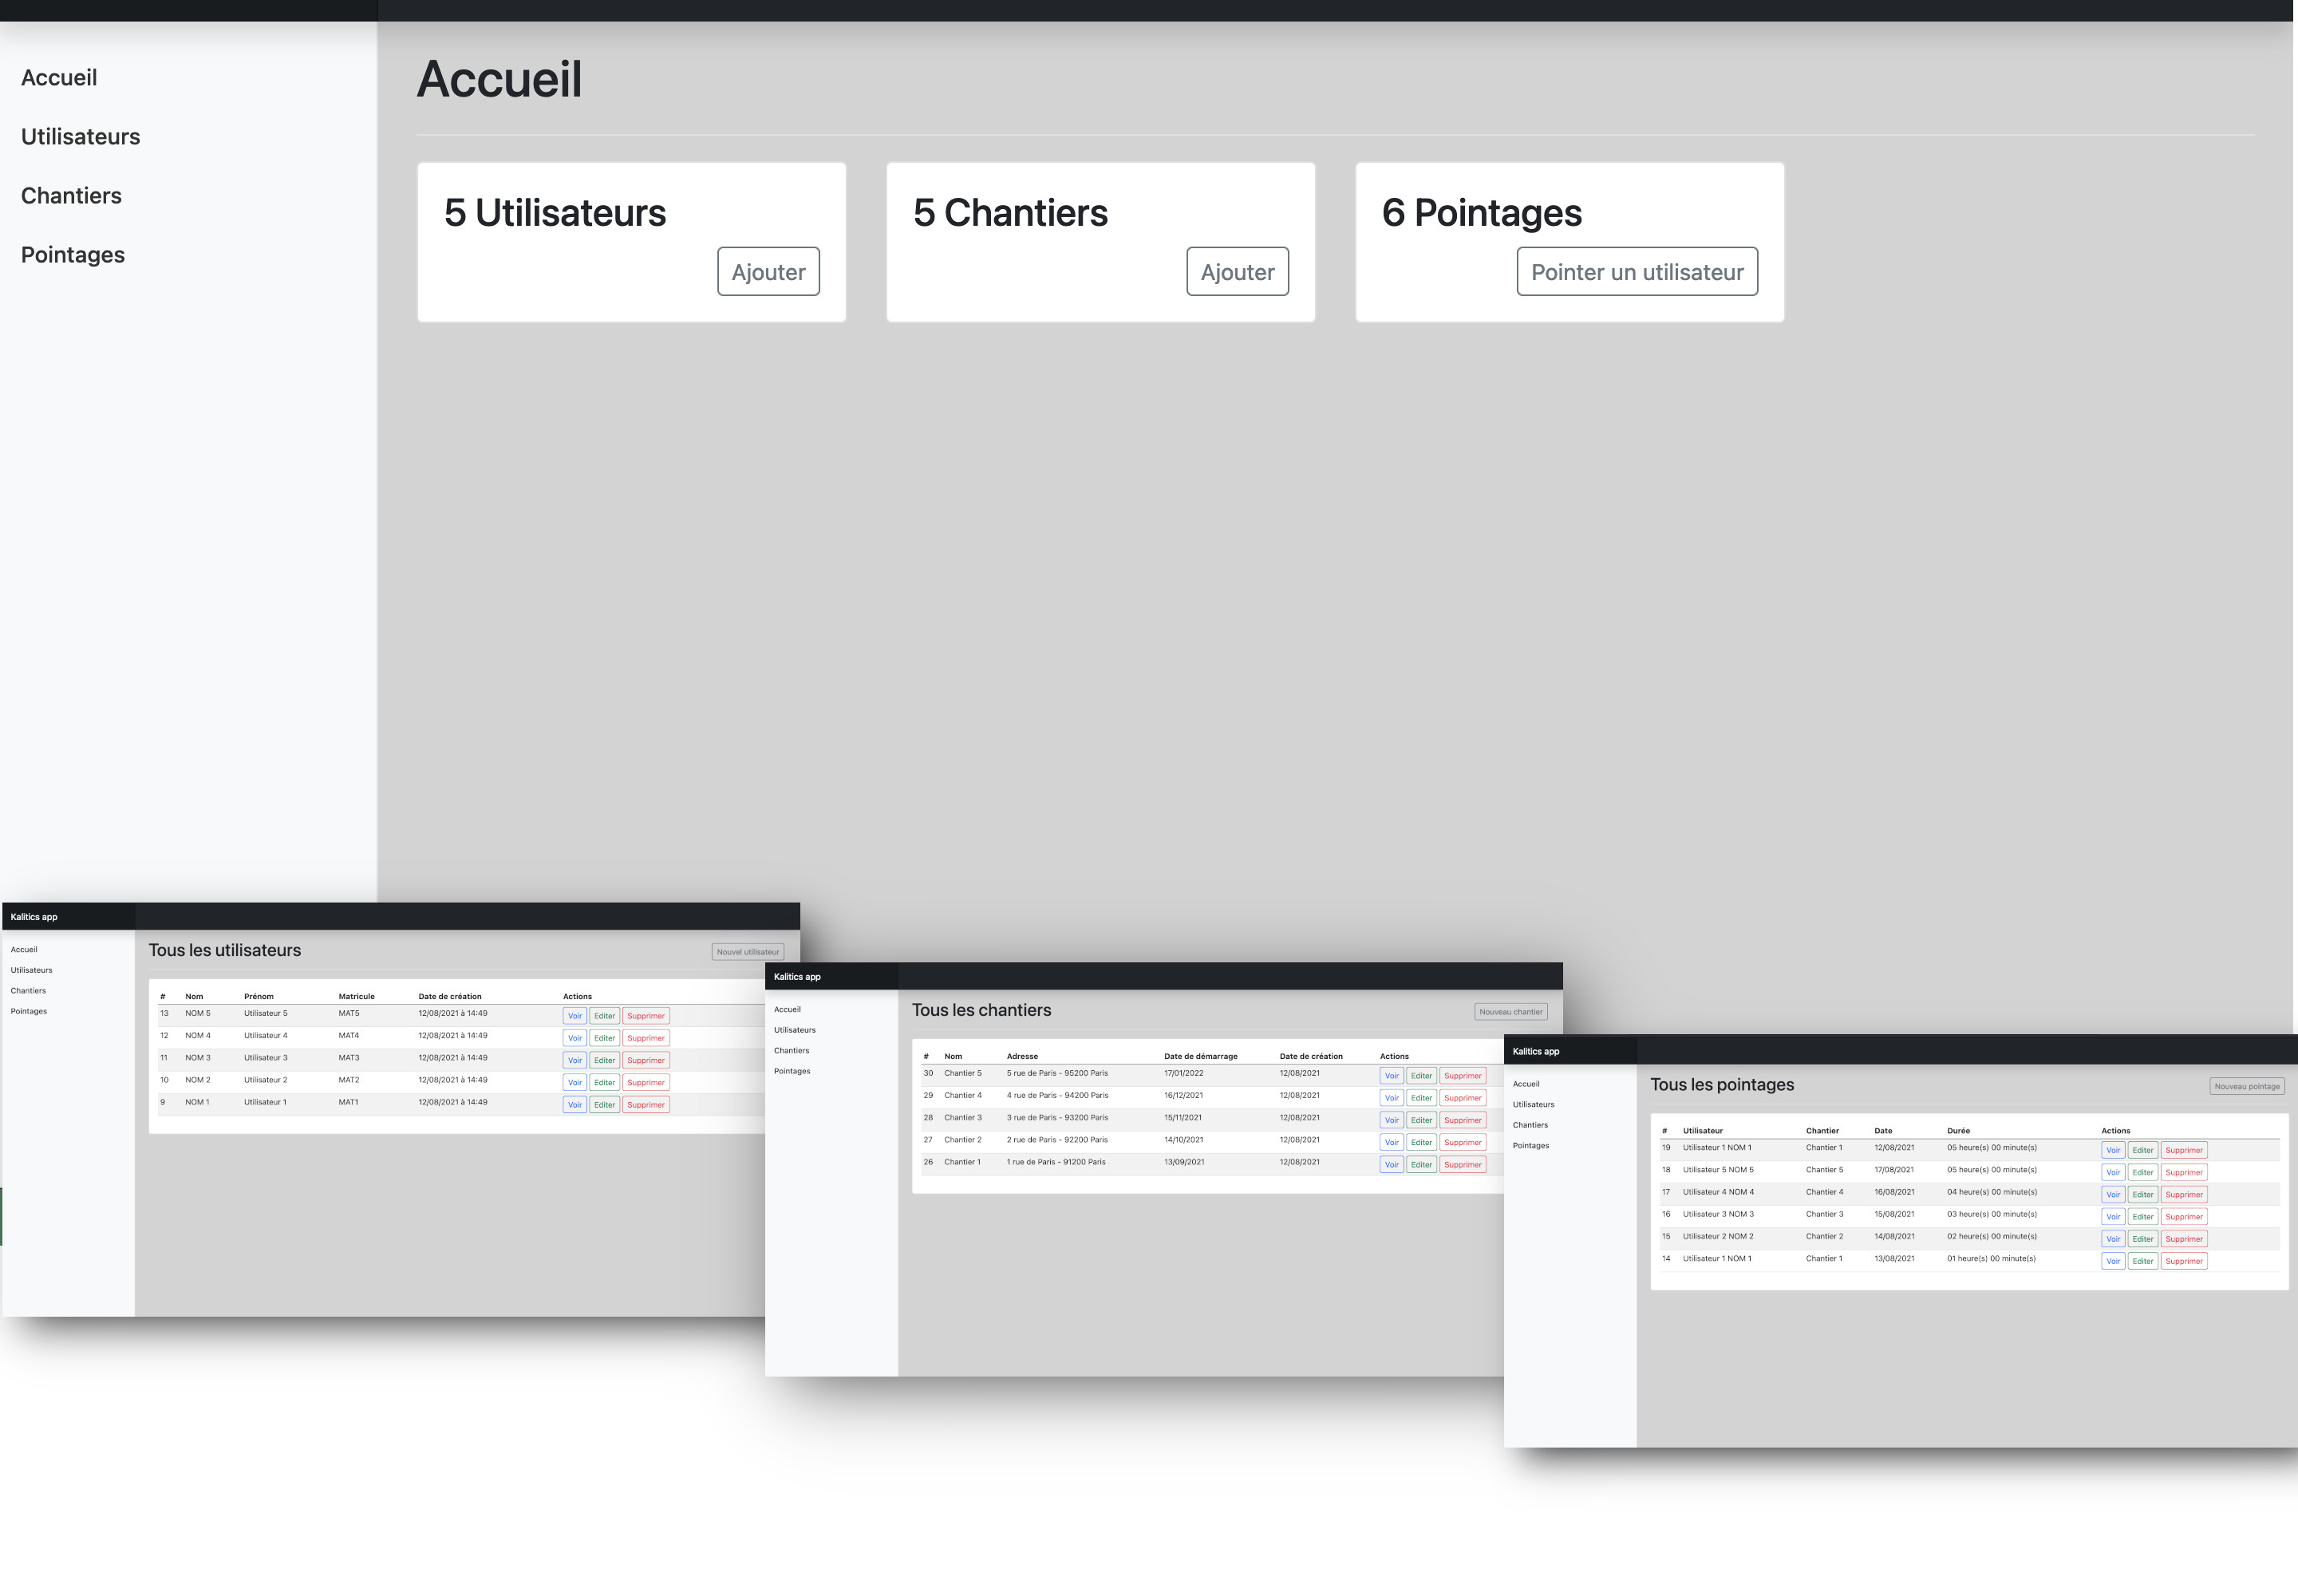 Accueil
Utilisateurs
Chantiers
Pointages
Accueil
5 Utilisateurs
Ajouter
5 Chantiers
Ajouter
6 Pointages
Pointer un utilisateur
Kalitics app
Accueil
Utilisateurs
Chantiers
Pointages
Tous les utilisateurs
Nouvel utilisateur
# Nom Prénom Matricule Date de création Actions
13 NOM 5 Utilisateur 5 MAT5 12/08/2021 à 14:49 Voir Editer Supprimer
12 NOM 4 Utilisateur 4 MAT4 12/08/2021 à 14:49 Voir Editer Supprimer
11 NOM 3 Utilisateur 3 MAT3 12/08/2021 à 14:49 Voir Editer Supprimer
10 NOM 2 Utilisateur 2 MAT2 12/08/2021 à 14:49 Voir Editer Supprimer
9 NOM 1 Utilisateur 1 MAT1 12/08/2021 à 14:49 Voir Editer Supprimer
Kalitics app
Accueil
Utilisateurs
Chantiers
Pointages
Tous les chantiers
Nouveau chantier
# Nom Adresse Date de démarrage Date de création Actions
30 Chantier 5 5 rue de Paris - 95200 Paris 17/01/2022 12/08/2021 Voir Editer Supprimer
29 Chantier 4 4 rue de Paris - 94200 Paris 16/12/2021 12/08/2021 Voir Editer Supprimer
28 Chantier 3 3 rue de Paris - 93200 Paris 15/11/2021 12/08/2021 Voir Editer Supprimer
27 Chantier 2 2 rue de Paris - 92200 Paris 14/10/2021 12/08/2021 Voir Editer Supprimer
26 Chantier 1 1 rue de Paris - 91200 Paris 13/09/2021 12/08/2021 Voir Editer Supprimer
Kalitics app
Accueil
Utilisateurs
Chantiers
Pointages
Tous les pointages
Nouveau pointage
# Utilisateur Chantier Date Durée Actions
19 Utilisateur 1 NOM 1 Chantier 1 12/08/2021 05 heure(s) 00 minute(s) Voir Editer Supprimer
18 Utilisateur 5 NOM 5 Chantier 5 17/08/2021 05 heure(s) 00 minute(s) Voir Editer Supprimer
17 Utilisateur 4 NOM 4 Chantier 4 16/08/2021 04 heure(s) 00 minute(s) Voir Editer Supprimer
16 Utilisateur 3 NOM 3 Chantier 3 15/08/2021 03 heure(s) 00 minute(s) Voir Editer Supprimer
15 Utilisateur 2 NOM 2 Chantier 2 14/08/2021 02 heure(s) 00 minute(s) Voir Editer Supprimer
14 Utilisateur 1 NOM 1 Chantier 1 13/08/2021 01 heure(s) 00 minute(s) Voir Editer Supprimer